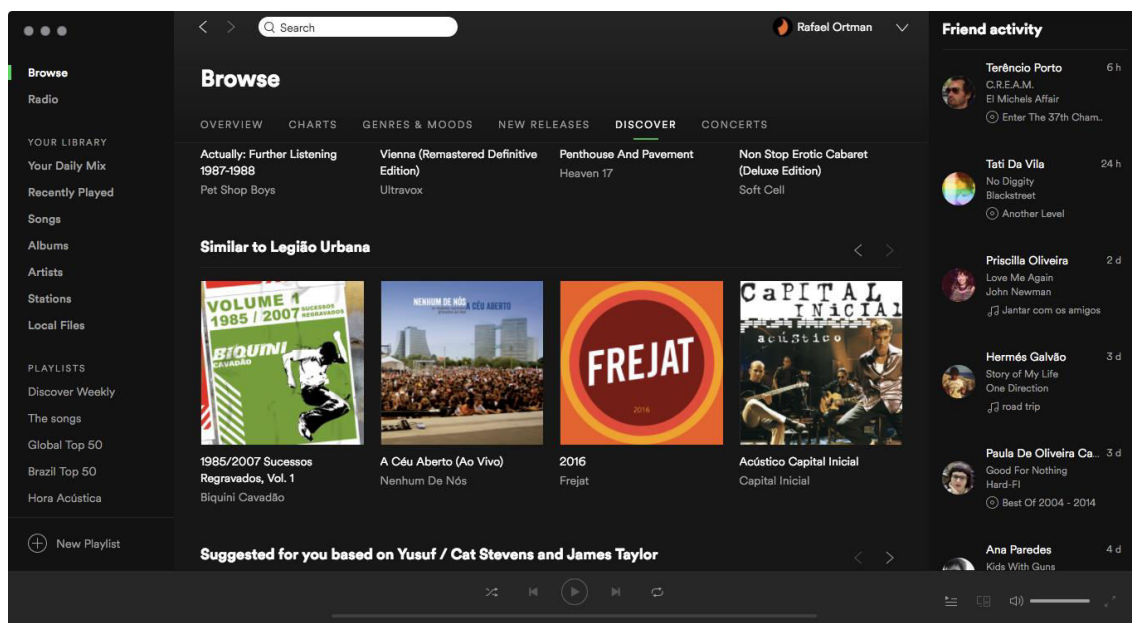 Search
Rafael Ortman
Browse
Radio
YOUR LIBRARY
Your Daily Mix
Recently Played
Songs
Albums
Artists
Stations
Local Files
PLAYLISTS
Discover Weekly
The songs
Global Top 50
Brazil Top 50
Hora Acústica
New Playlist
Browse
OVERVIEW CHARTS GENRES & MOODS NEW RELEASES DISCOVER CONCERTS
Actually: Further Listening
1987-1988
Pet Shop Boys
Vienna (Remastered Definitive
Edition)
Ultravox
Penthouse And Pavement
Heaven 17
Non Stop Erotic Cabaret
(Deluxe Edition)
Soft Cell
Similar to Legião Urbana
VOLUME 1
1985 / 2007 SUCESSOS
REGRAVADOS
BIQUINI
CAVADÃO
1985/2007 Sucessos
Regravados, Vol. 1
Biquini Cavadão
NENHUM DE NÓS A CÉU ABERTO
A Céu Aberto (Ao Vivo)
Nenhum De Nós
FREJAT
2016
2016
Frejat
CaPITAL
INICIAL
acústico
Acústico Capital Inicial
Capital Inicial
Suggested for you based on Yusuf / Cat Stevens and James Taylor
Friend activity
Terêncio Porto 6 h
C.R.E.A.M.
El Michels Affair
Enter The 37th Cham..
Tati Da Vila 24 h
No Diggity
Blackstreet
Another Level
Priscilla Oliveira 2 d
Love Me Again
John Newman
Jantar com os amigos
Hermés Galvão 3 d
Story of My Life
One Direction
road trip
Paula De Oliveira Ca... 3 d
Good For Nothing
Hard-FI
Best Of 2004 - 2014
Ana Paredes 4 d
Kids With Guns